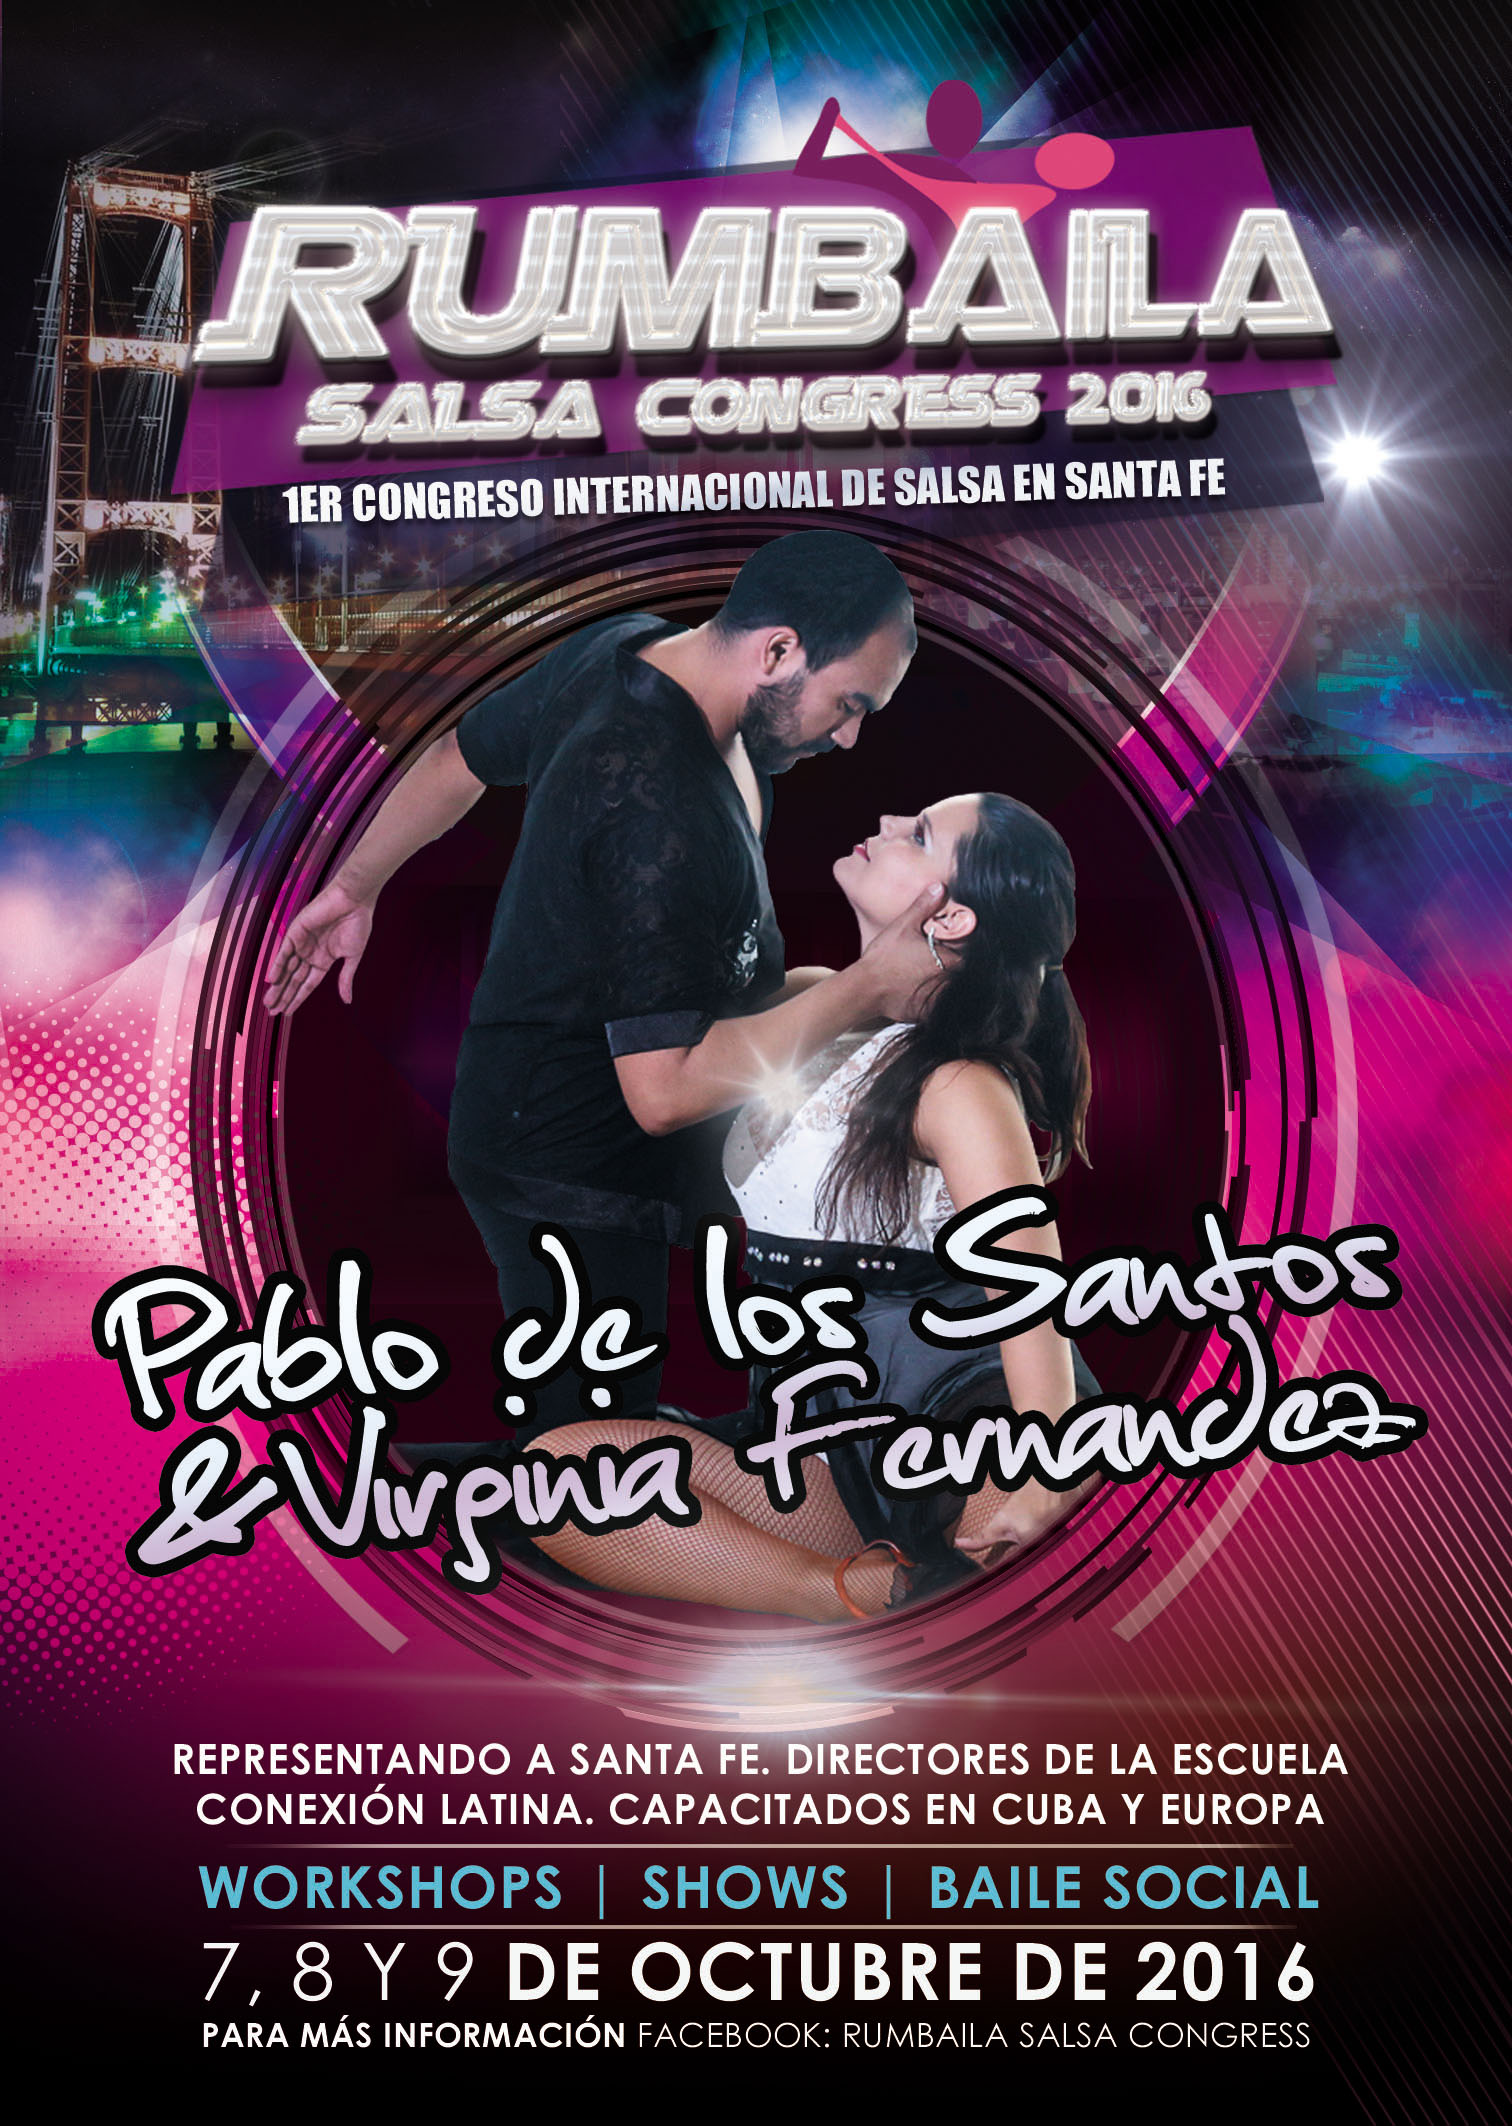 RUMBAILA
SALSA CONGRESS 2016
1ER CONGRESO INTERNACIONAL DE SALSA EN SANTA FE
Pablo de los Santos
& Virginia Fernandez
REPRESENTANDO A SANTA FE. DIRECTORES DE LA ESCUELA
CONEXIÓN LATINA. CAPACITADOS EN CUBA Y EUROPA
WORKSHOPS | SHOWS | BAILE SOCIAL
7, 8 Y 9 DE OCTUBRE DE 2016
PARA MÁS INFORMACIÓN FACEBOOK: RUMBAILA SALSA CONGRESS